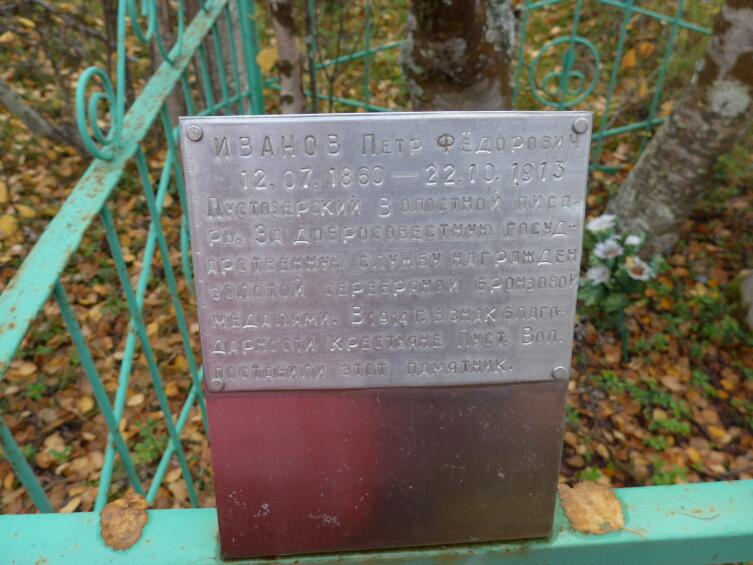 ИВАНОВ ПЕТР ФЁДОРОВИЧ
12.07.1860 — 22.10.1913
ПУСТОЗЕРСКИЙ ВОЛОСТНОЙ ПИСА-
РЬ. ЗА ДОБРОСОВЕСТНУЮ ГОСУД-
АРСТВЕННУЮ СЛУЖБУ НАГРАЖДЕН
ЗОЛОТОЙ СЕРЕБРЯНОЙ БРОНЗОВОЙ
МЕДАЛЯМИ. В 1914 Г. В ЗНАК БЛАГО-
ДАРНОСТИ КРЕСТЬЯНЕ ПУСТ. ВОЛ.
ПОСТАВИЛИ ЭТОТ ПАМЯТНИК.